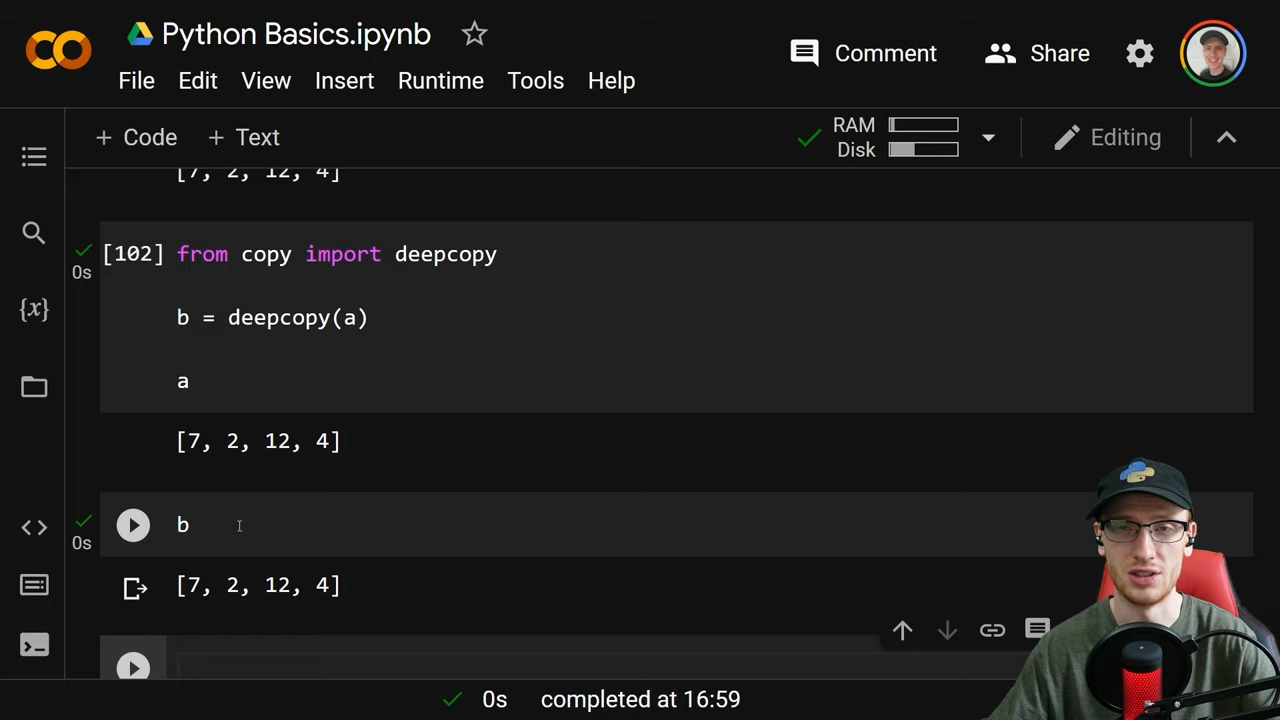 Python Basics.ipynb
Comment
Share
File Edit View Insert Runtime Tools Help
+ Code + Text
RAM
Disk
Editing
[7, 2, 12, 4]
[102] from copy import deepcopy
0s
b = deepcopy(a)
a
[7, 2, 12, 4]
b
0s
[7, 2, 12, 4]
{x}
0s completed at 16:59